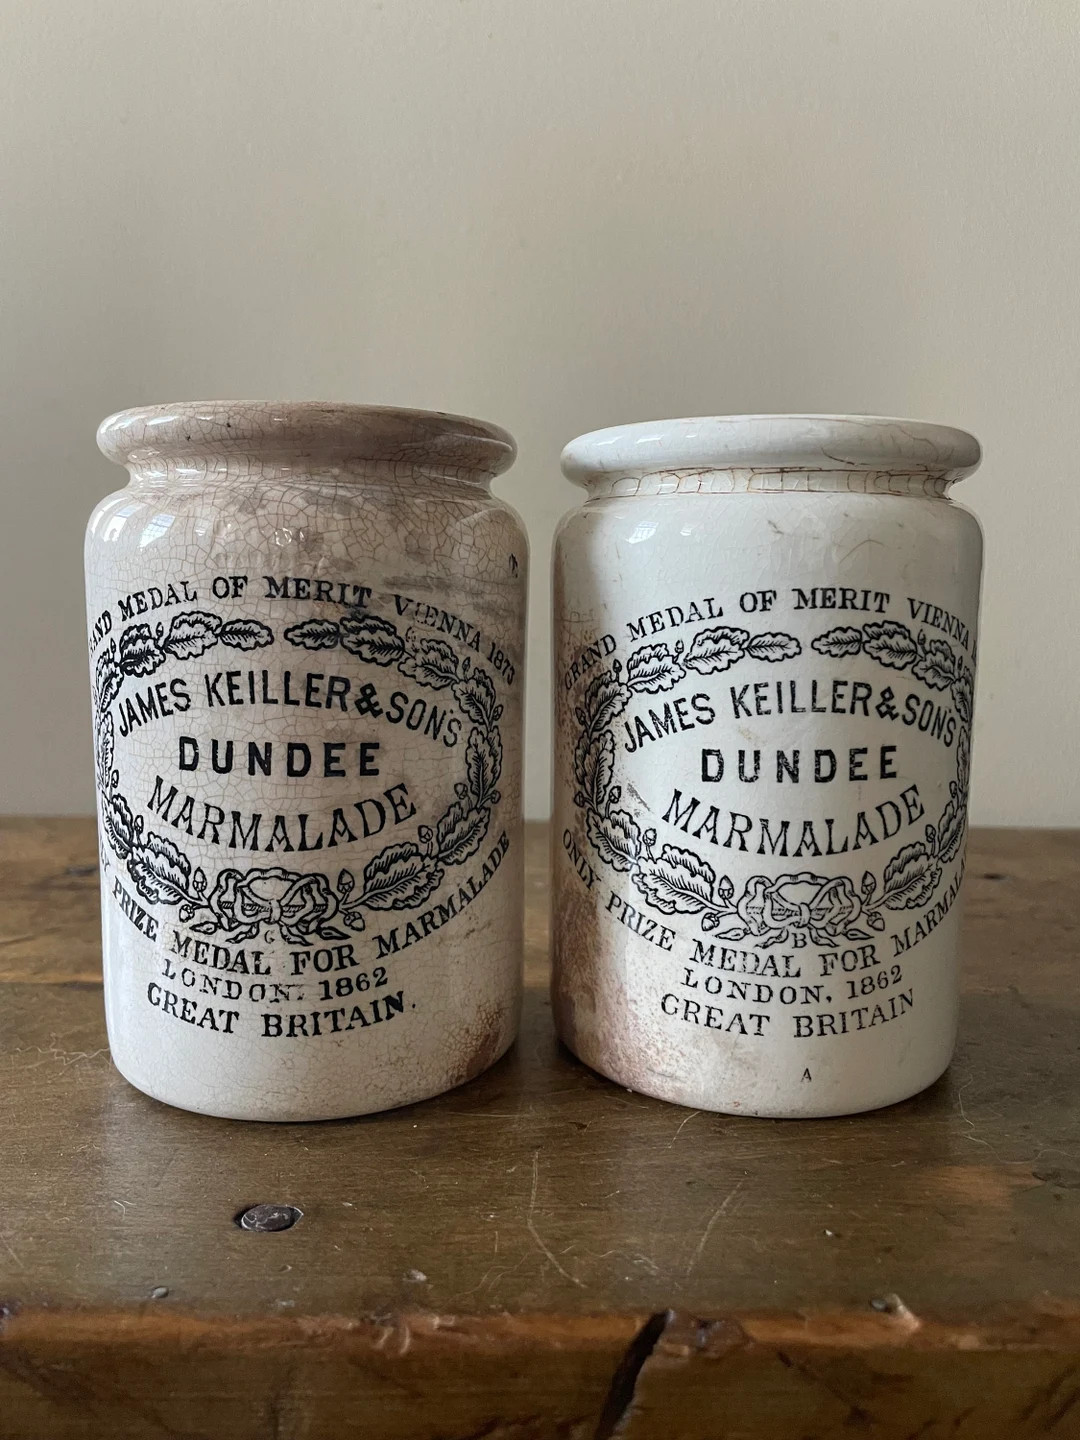 GRAND MEDAL OF MERIT VIENNA 1873
JAMES KEILLER & SONS
DUNDEE
MARMALADE
G
PRIZE MEDAL FOR MARMALADE
LONDON. 1862
GREAT BRITAIN.
GRAND MEDAL OF MERIT VIENNA
JAMES KEILLER & SONS
DUNDEE
MARMALADE
B
ONLY PRIZE MEDAL FOR MARMALA
LONDON. 1862
GREAT BRITAIN
A